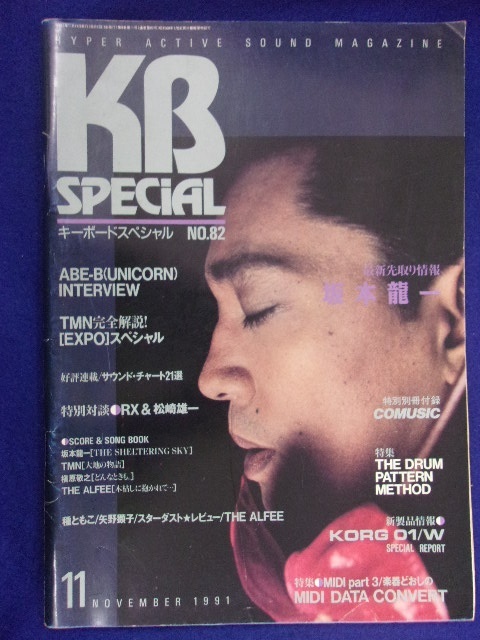 HYPER ACTIVE SOUND MAGAZINE
KB
SPECIAL
キーボードスペシャル NO.82
ABE-B(UNICORN)
INTERVIEW
最新先取り情報
坂本龍一
TMN完全解説!
[EXPO]スペシャル
好評連載/サウンド・チャート21選
特別対談●RX & 松崎雄一
特別別冊付録
COMUSIC
●SCORE & SONG BOOK
坂本龍一[THE SHELTERING SKY]
TMN[大地の物語]
槇原敬之[どんなときも。]
THE ALFEE[木枯しに抱かれて…]
特集
THE DRUM
PATTERN
METHOD
種ともこ/矢野顕子/スターダスト★レビュー/THE ALFEE
新製品情報●
KORG 01/W
SPECIAL REPORT
特集●MIDI part 3/楽器どおしの
MIDI DATA CONVERT
11 NOVEMBER 1991